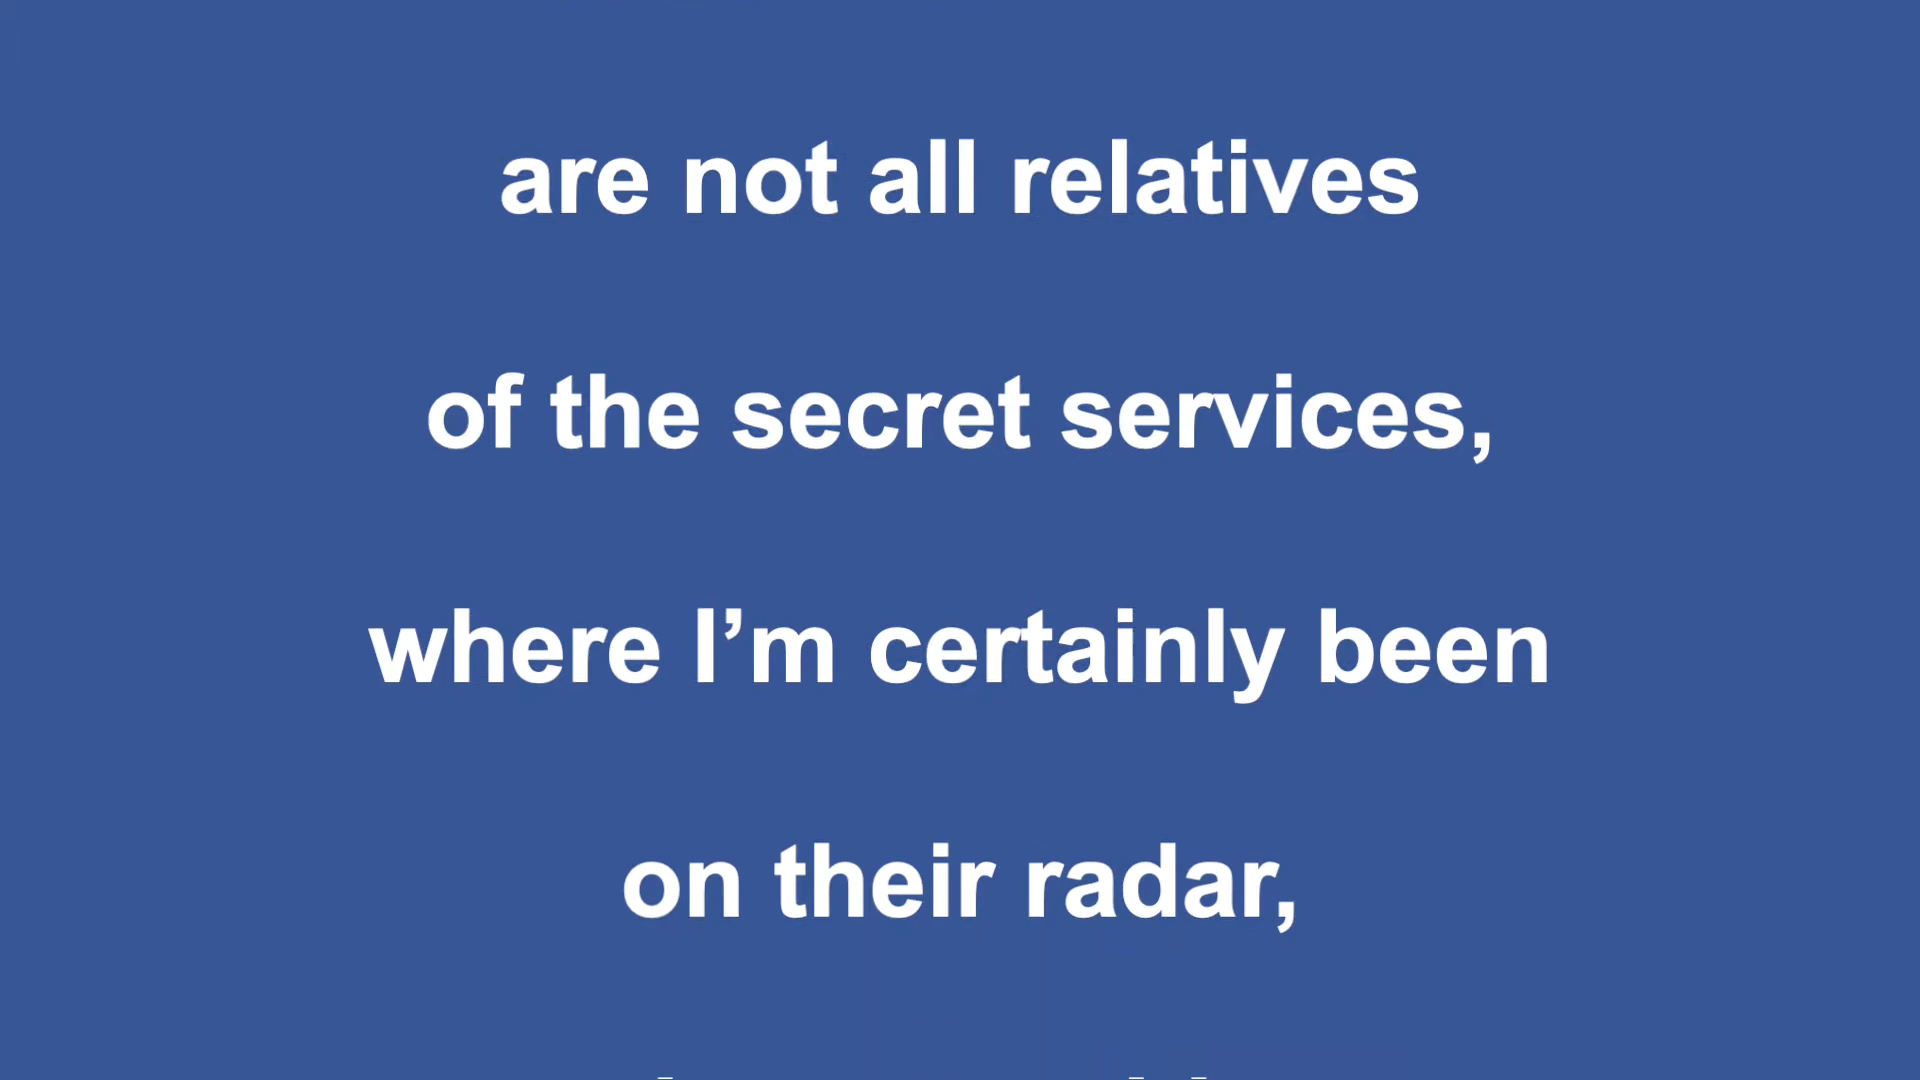 are not all relatives
of the secret services,
where I’m certainly been
on their radar,